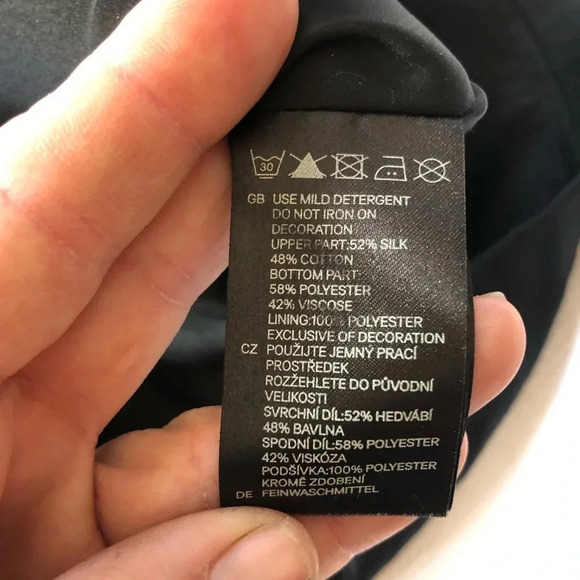 30
GB USE MILD DETERGENT
DO NOT IRON ON
DECORATION
UPPER PART:52% SILK
48% COTTON
BOTTOM PART:
58% POLYESTER
42% VISCOSE
LINING:100% POLYESTER
EXCLUSIVE OF DECORATION
CZ POUŽIJTE JEMNÝ PRACÍ
PROSTŘEDEK
ROZŽEHLETE DO PŮVODNÍ
VELIKOSTI
SVRCHNÍ DÍL:52% HEDVÁBÍ
48% BAVLNA
SPODNÍ DÍL:58% POLYESTER
42% VISKÓZA
PODŠÍVKA:100% POLYESTER
KROMĚ ZDOBENÍ
DE FEINWASCHMITTEL